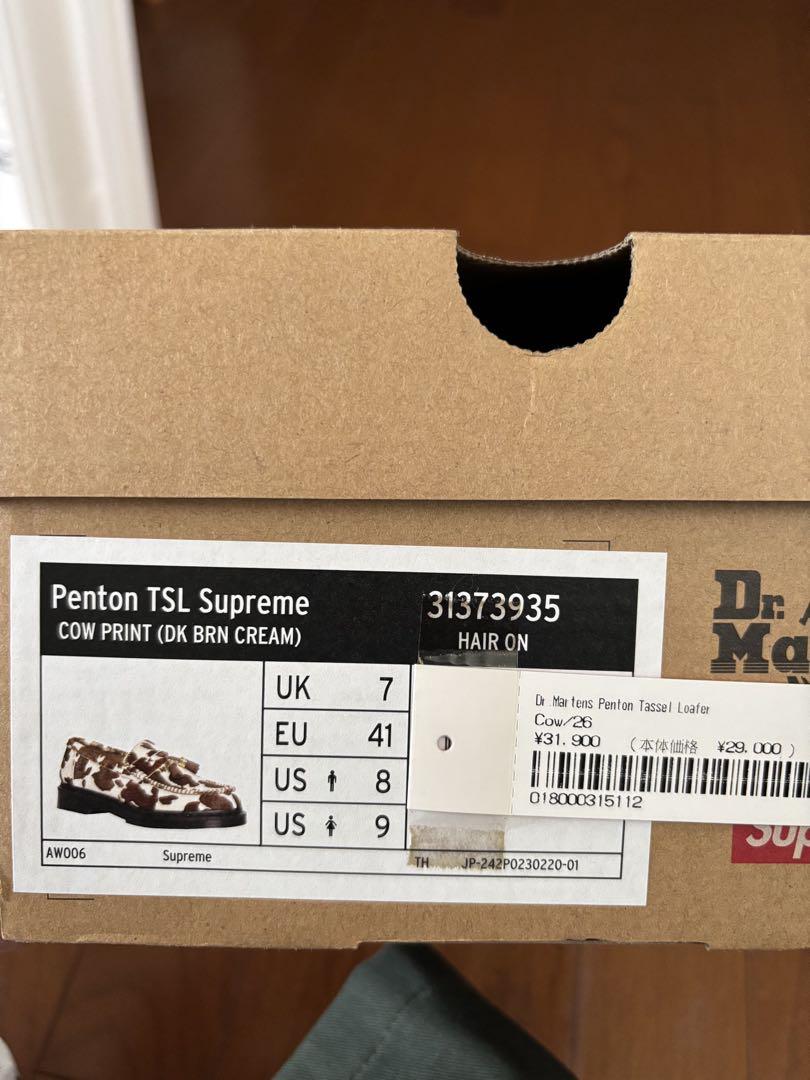 Penton TSL Supreme
COW PRINT (DK BRN CREAM)
31373935
HAIR ON
UK 7
EU 41
US 8
US 9
AW006 Supreme
TH JP-242P0230220-01
Dr.Martens Penton Tassel Loafer
Cow/26
¥31,900 (本体価格 ¥29,000)
018000315112
Dr.
Ma
Sup